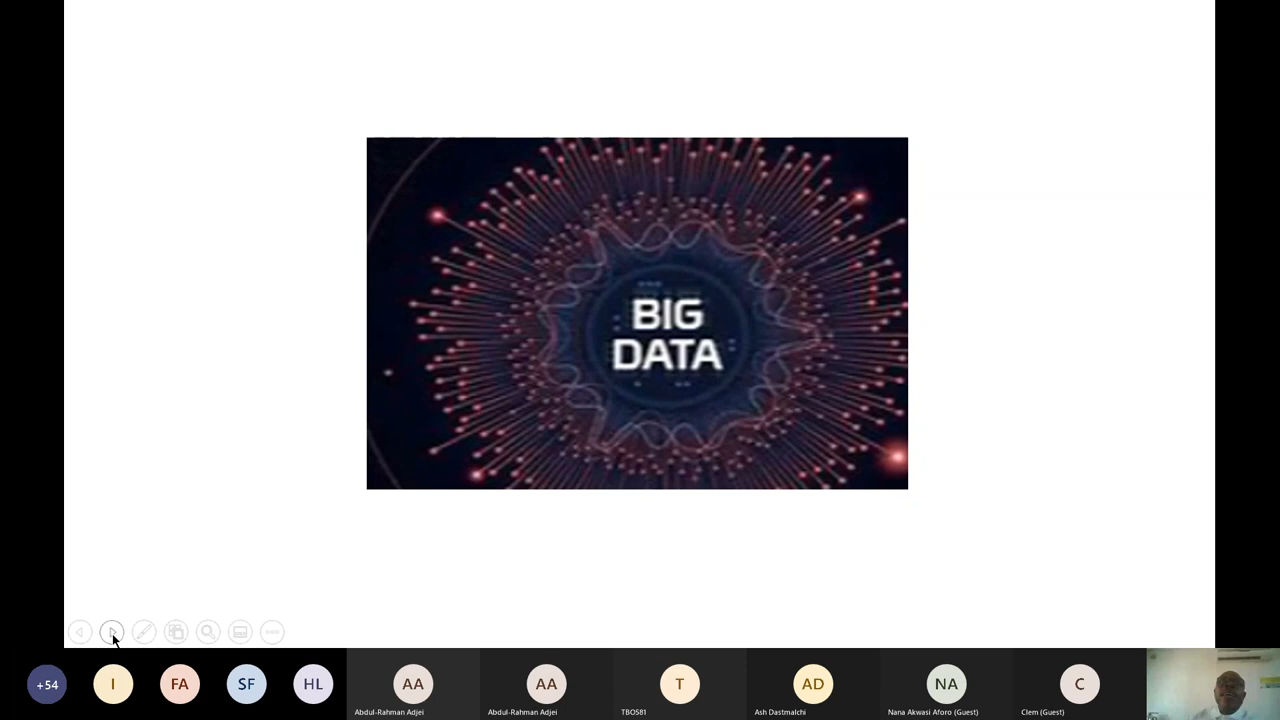 BIG
DATA
+54
I
FA
SF
HL
AA
Abdul-Rahman Adjei
AA
Abdul-Rahman Adjei
T
TBO581
AD
Ash Dastmalchi
NA
Nana Akwasi Aforo (Guest)
C
Clem (Guest)